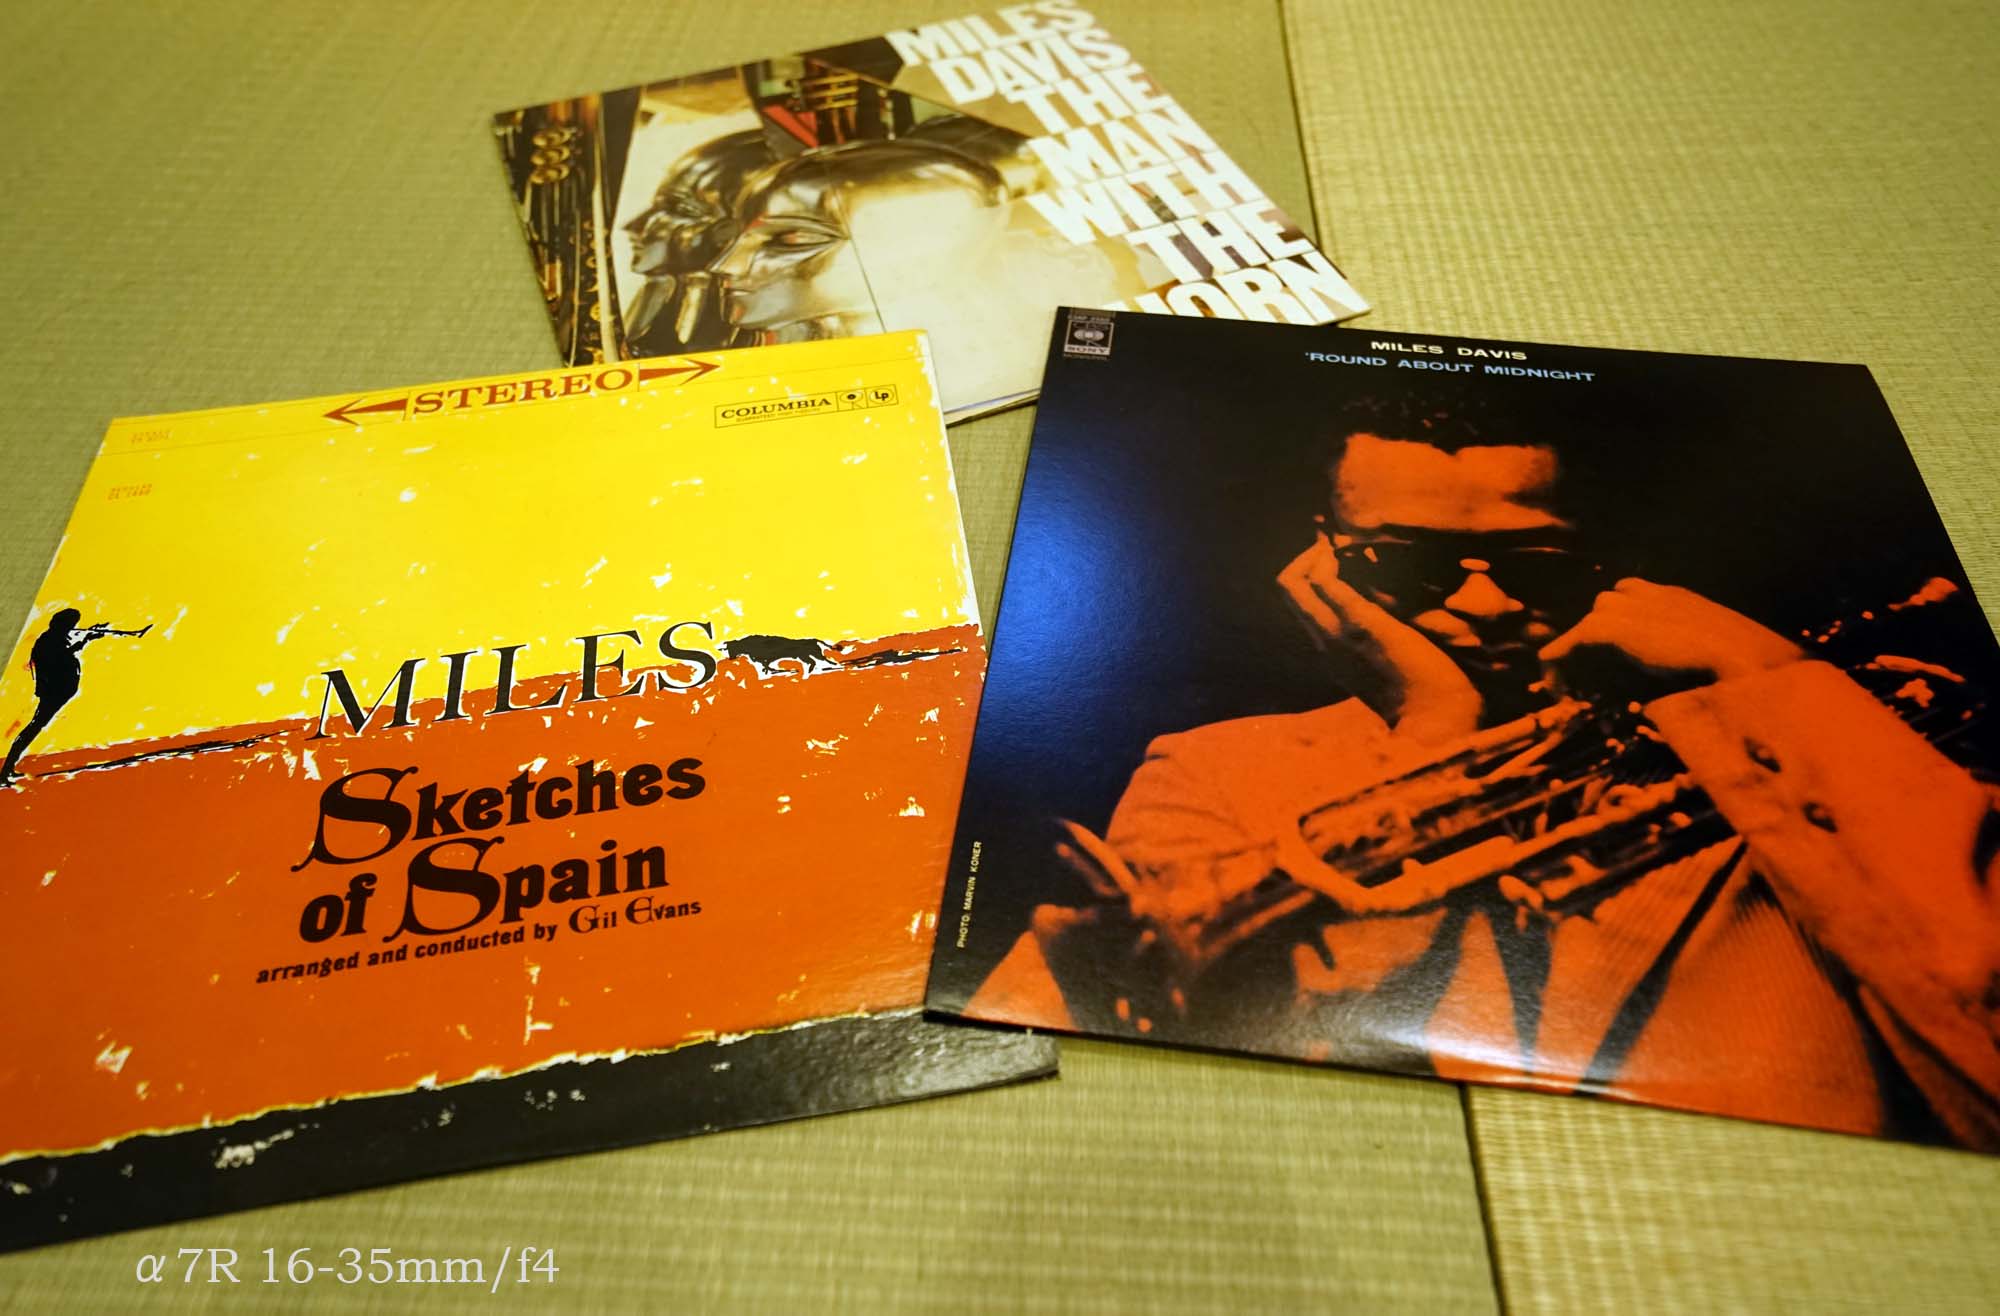 MILES
DAVIS
THE
MAN
WITH
THE
HORN
STEREO
COLUMBIA
Lp
MILES
Sketches
of Spain
arranged and conducted by Gil Evans
SONY
MILES DAVIS
'ROUND ABOUT MIDNIGHT
PHOTO: MARVIN KONER
α7R 16-35mm/f4